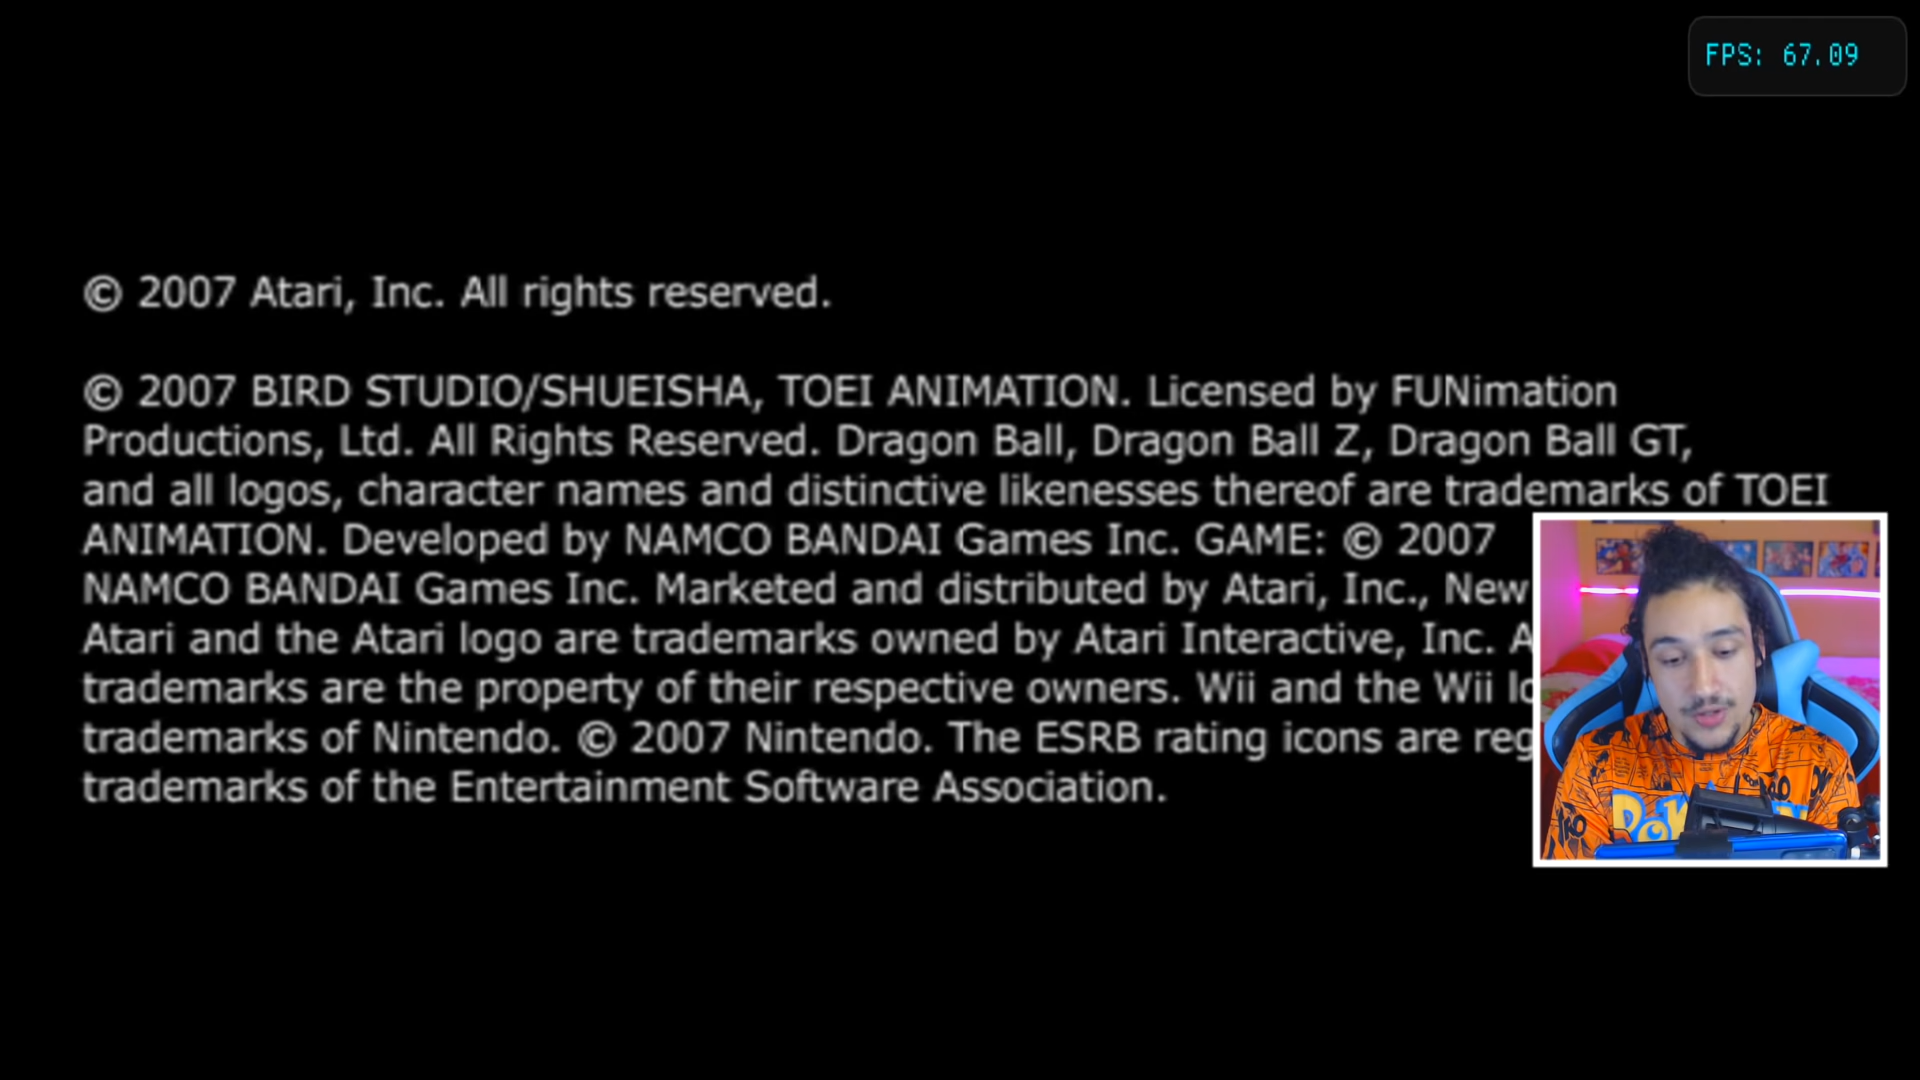 FPS: 67.09
© 2007 Atari, Inc. All rights reserved.
© 2007 BIRD STUDIO/SHUEISHA, TOEI ANIMATION. Licensed by FUNimation
Productions, Ltd. All Rights Reserved. Dragon Ball, Dragon Ball Z, Dragon Ball GT,
and all logos, character names and distinctive likenesses thereof are trademarks of TOEI
ANIMATION. Developed by NAMCO BANDAI Games Inc. GAME: © 2007
NAMCO BANDAI Games Inc. Marketed and distributed by Atari, Inc., New
Atari and the Atari logo are trademarks owned by Atari Interactive, Inc. A
trademarks are the property of their respective owners. Wii and the Wii lo
trademarks of Nintendo. © 2007 Nintendo. The ESRB rating icons are reg
trademarks of the Entertainment Software Association.